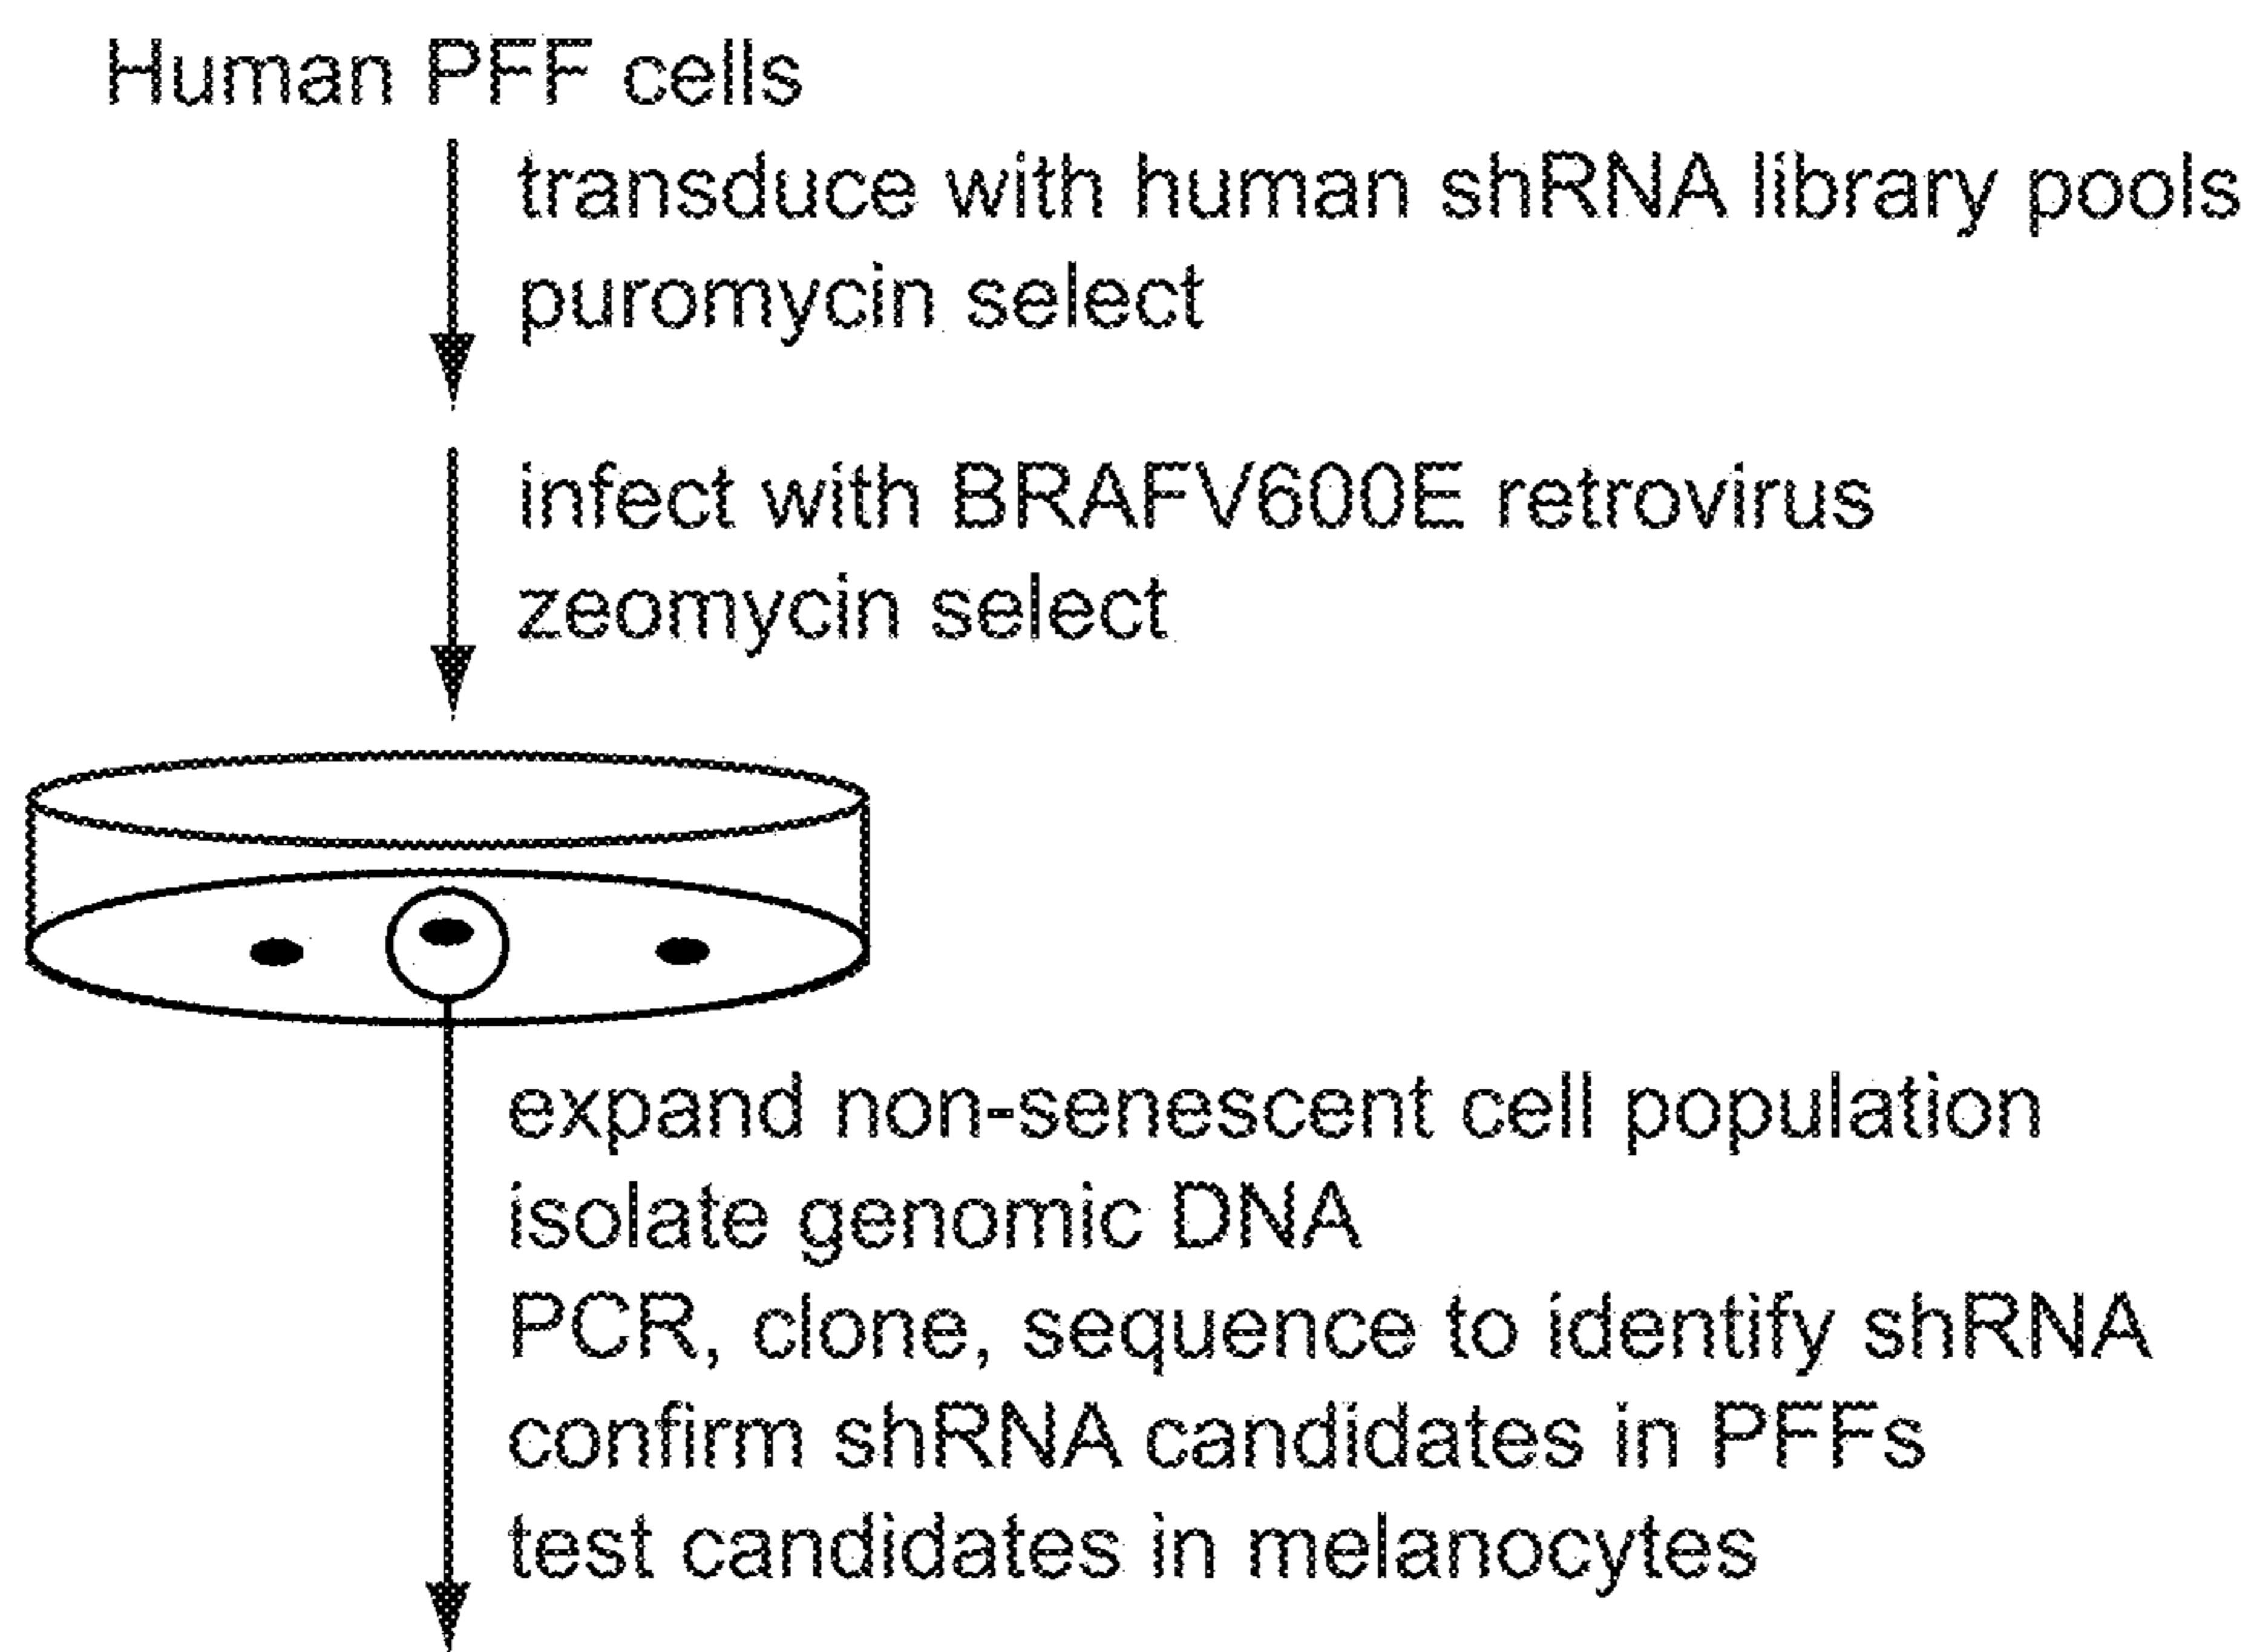 Human PFF cells
transduce with human shRNA library pools
puromycin select
infect with BRAFV600E retrovirus
zeomycin select
expand non-senescent cell population
isolate genomic DNA
PCR, clone, sequence to identify shRNA
confirm shRNA candidates in PFFs
test candidates in melanocytes